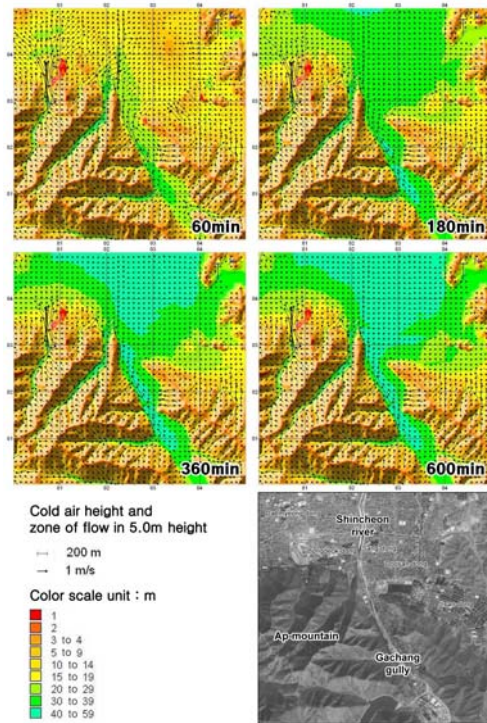 60min
180min
360min
600min
Cold air height and
zone of flow in 5.0m height
200 m
1 m/s
Color scale unit : m
1
2
3 to 4
5 to 9
10 to 14
15 to 19
20 to 29
30 to 39
40 to 59
Shincheon
river
Ap-mountain
Gachang
gully